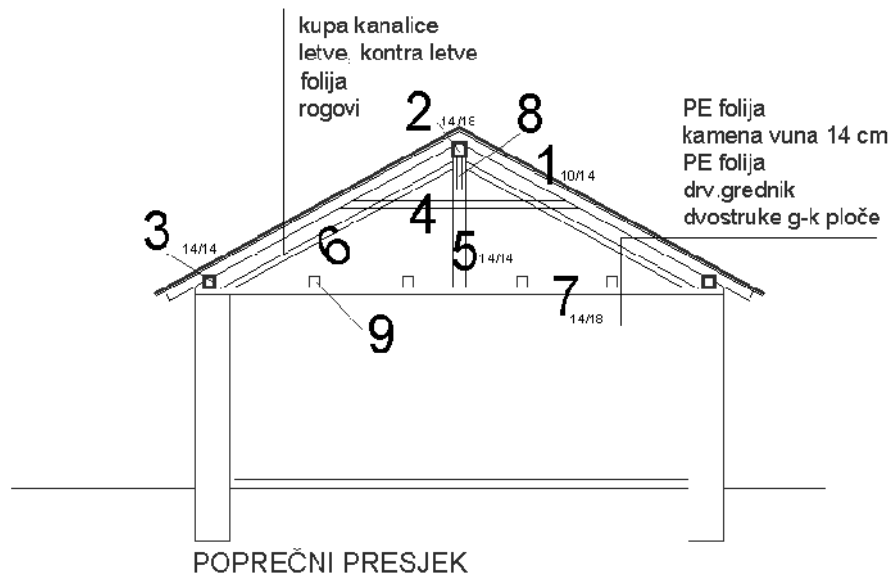 kupa kanalice
letve, kontra letve
folija
rogovi
PE folija
kamena vuna 14 cm
PE folija
drv.grednik
dvostruke g-k ploče
2 14/18 8
1 10/14
4
3 14/14 6 5 14/14
7 14/18
9
POPREČNI PRESJEK